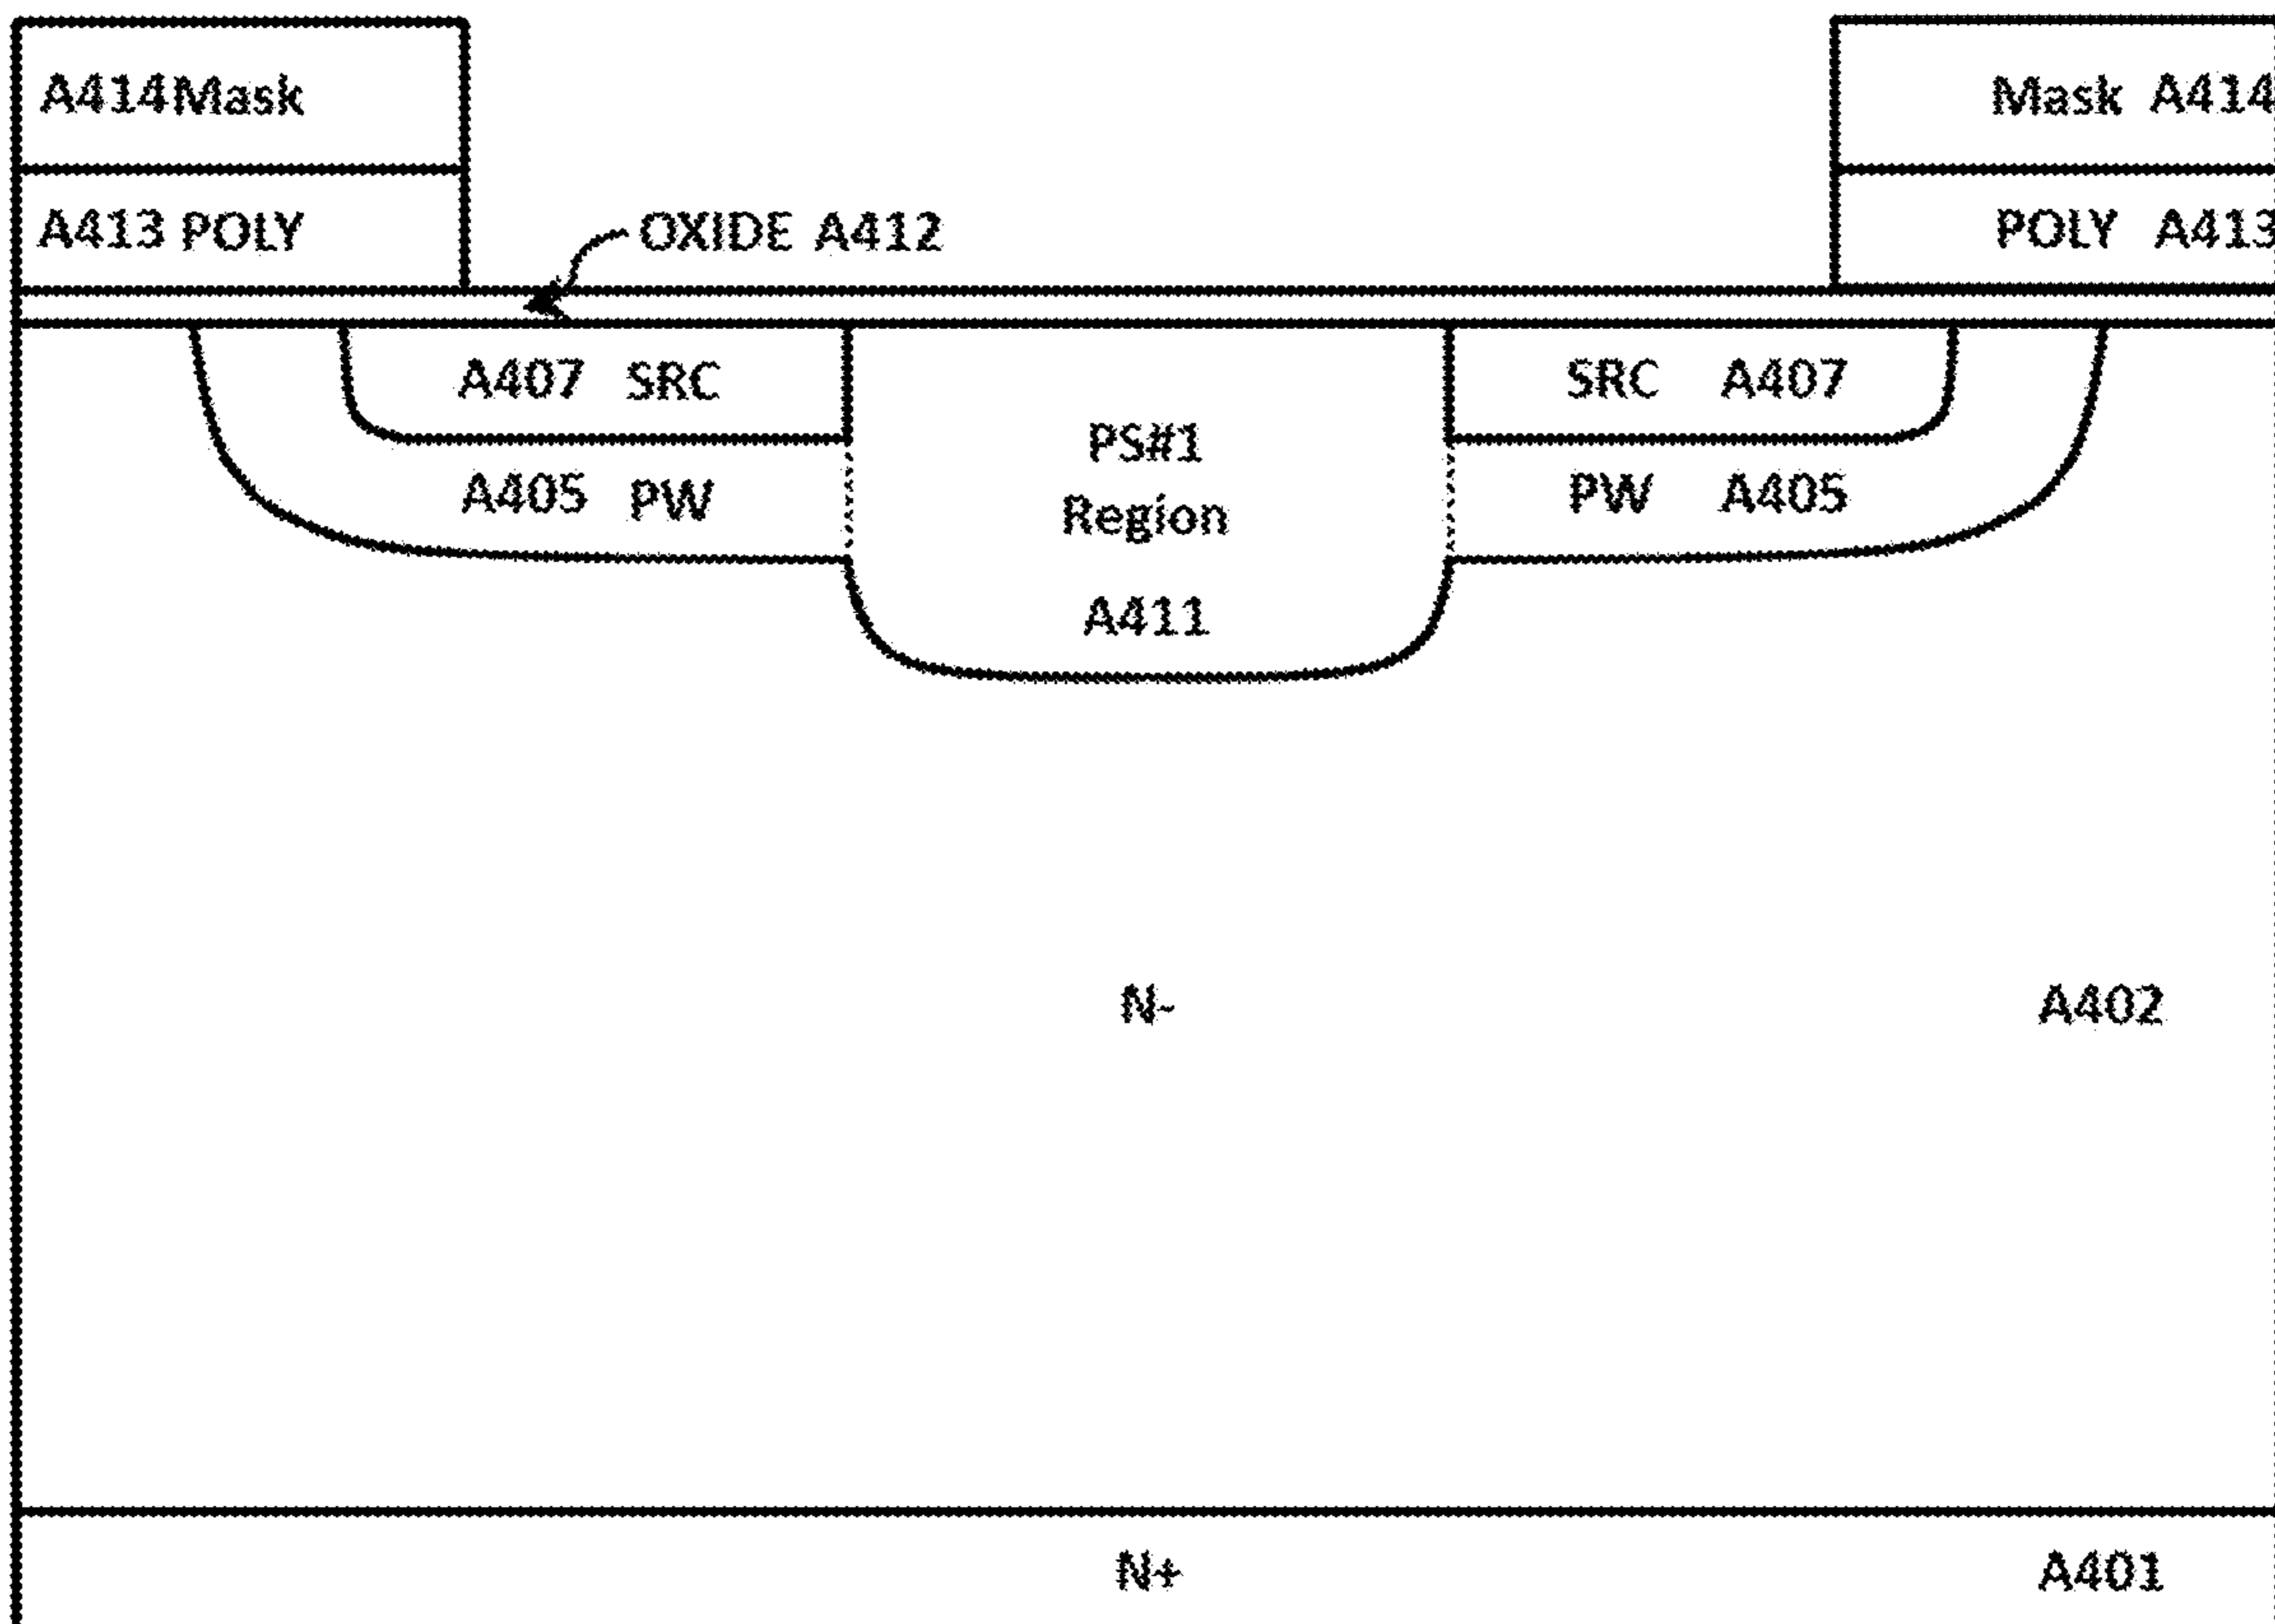 A414Mask
Mask A414
A413 POLY
OXIDE A412
POLY A413
A407 SRC
SRC A407
PS#1
Region
A411
A405 PW
PW A405
N-
A402
N+
A401